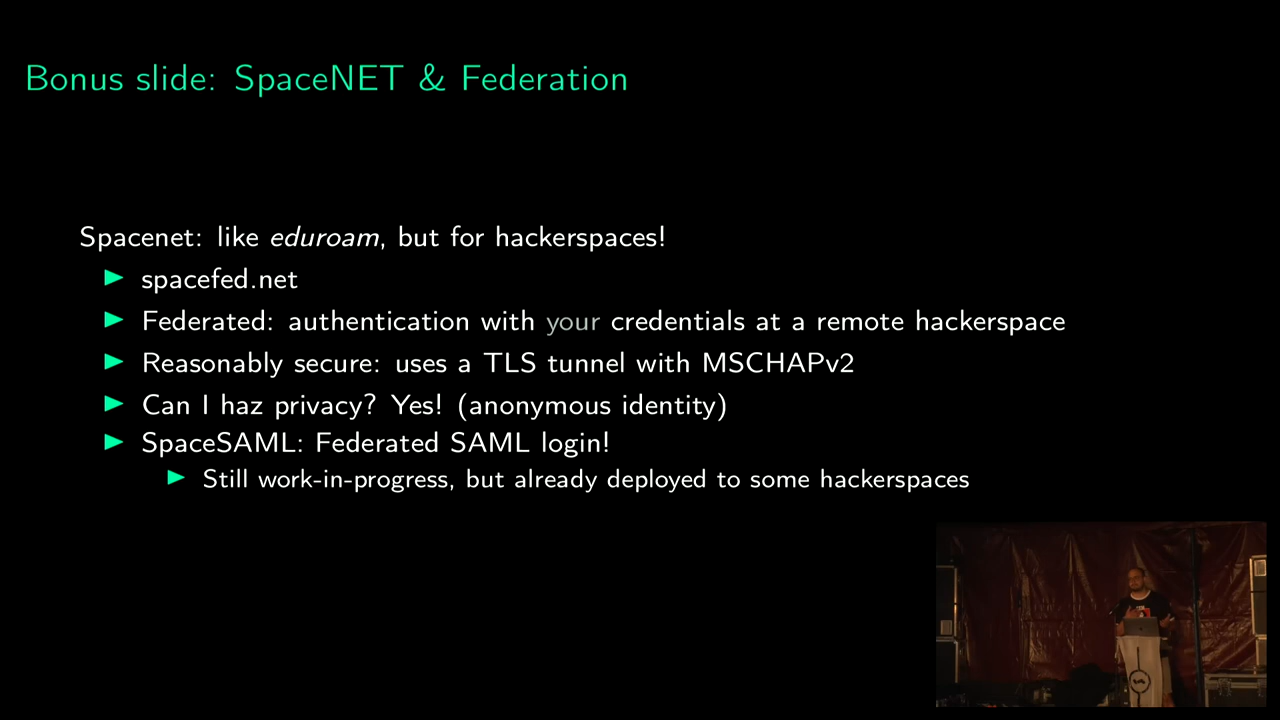 Bonus slide: SpaceNET & Federation
Spacenet: like eduroam, but for hackerspaces!
spacefed.net
Federated: authentication with your credentials at a remote hackerspace
Reasonably secure: uses a TLS tunnel with MSCHAPv2
Can I haz privacy? Yes! (anonymous identity)
SpaceSAML: Federated SAML login!
Still work-in-progress, but already deployed to some hackerspaces